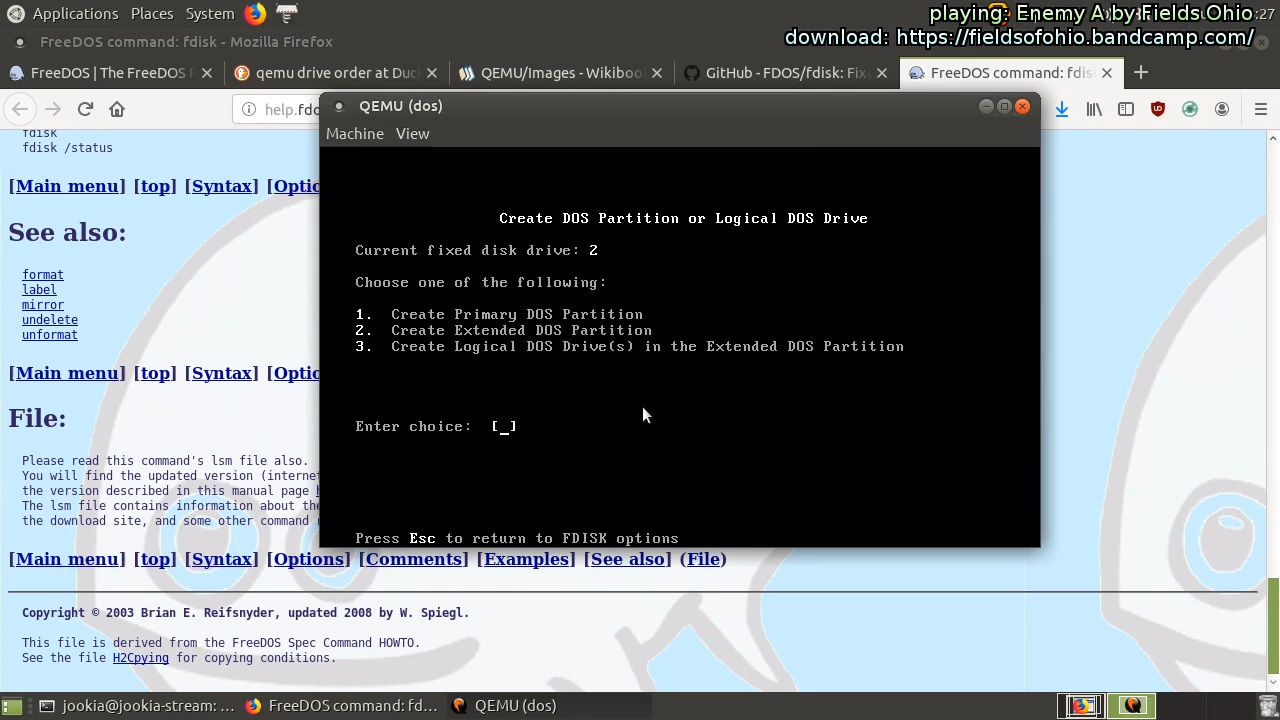 Applications Places System :27
playing: Enemy A by Fields Ohio
FreeDOS command: fdisk - Mozilla Firefox
download: https://fieldsofohio.bandcamp.com/
FreeDOS | The FreeDOS qemu drive order at Duc QEMU/Images - Wikiboo GitHub - FDOS/fdisk: Fix FreeDOS command: fdis
help.fdo
QEMU (dos)
Machine View
fdisk
fdisk /status
[Main menu] [top] [Syntax] [Optio
See also:
format
label
mirror
undelete
unformat
[Main menu] [top] [Syntax] [Optio
File:
Please read this command's lsm file also.
You will find the updated version (internet
the version described in this manual page h
The lsm file contains information about the
the download site, and some other command
Create DOS Partition or Logical DOS Drive
Current fixed disk drive: 2
Choose one of the following:
1. Create Primary DOS Partition
2. Create Extended DOS Partition
3. Create Logical DOS Drive(s) in the Extended DOS Partition
Enter choice: [_]
Press Esc to return to FDISK options
[Main menu] [top] [Syntax] [Options] [Comments] [Examples] [See also] (File)
Copyright © 2003 Brian E. Reifsnyder, updated 2008 by W. Spiegl.
This file is derived from the FreeDOS Spec Command HOWTO.
See the file H2Cpying for copying conditions.
jookia@jookia-stream: ... FreeDOS command: fd... QEMU (dos)